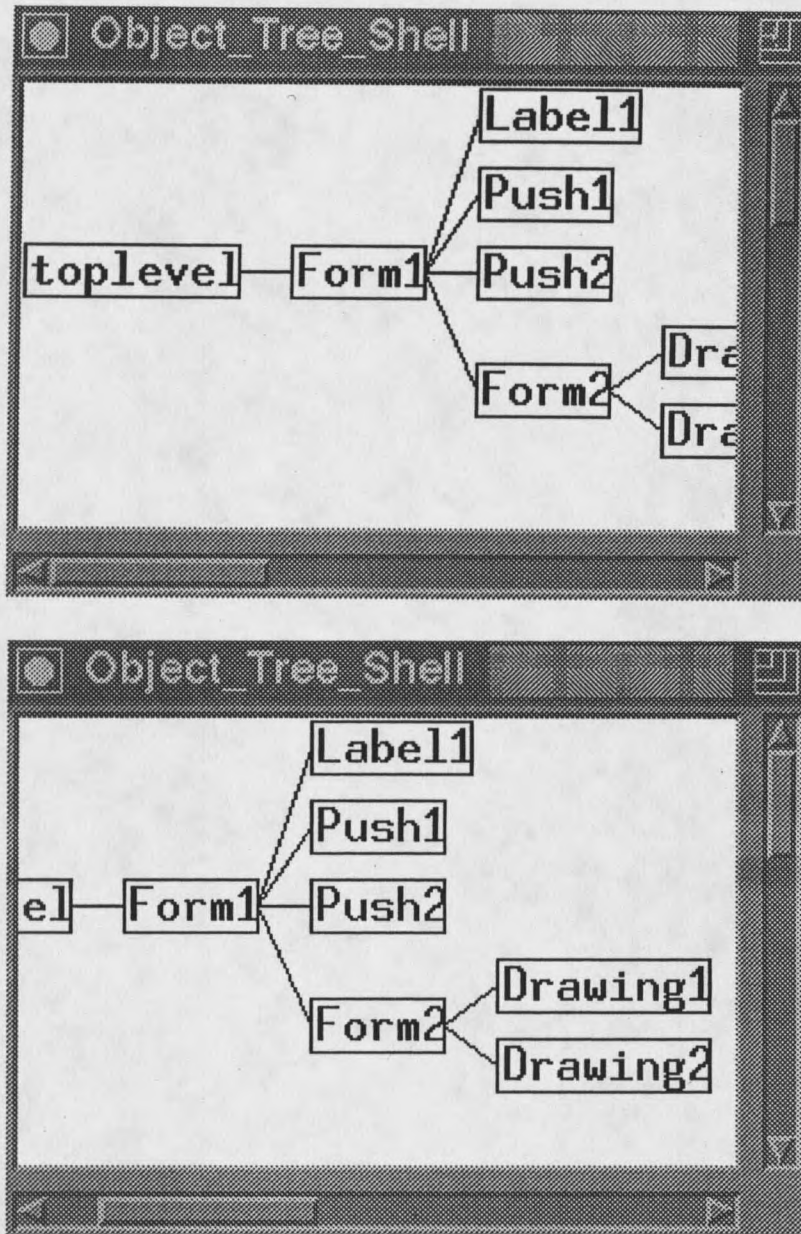 Object_Tree_Shell
Label1
Push1
toplevel Form1 Push2
Dra
Form2
Dra
Object_Tree_Shell
Label1
Push1
el Form1 Push2
Drawing1
Form2
Drawing2